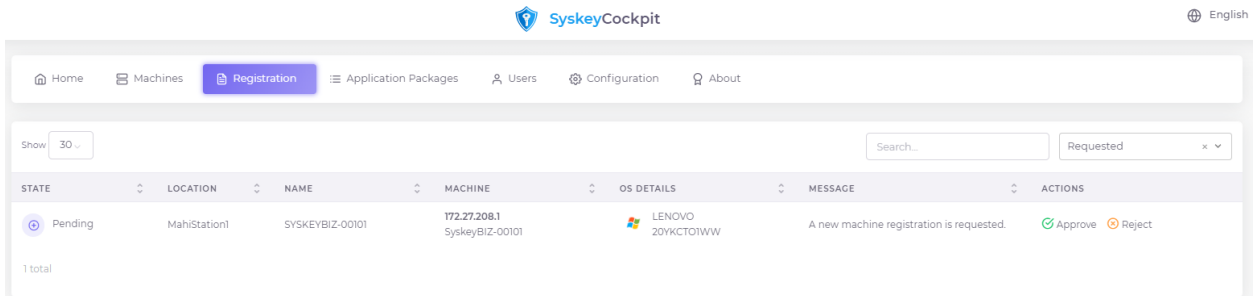 SyskeyCockpit
English
Home Machines Registration Application Packages Users Configuration About
Show 30 Search... Requested
STATE LOCATION NAME MACHINE OS DETAILS MESSAGE ACTIONS
Pending MahiStation1 SYSKEYBIZ-00101 172.27.208.1 LENOVO A new machine registration is requested. Approve Reject
SyskeyBIZ-00101 20YKCTO1WW
1 total